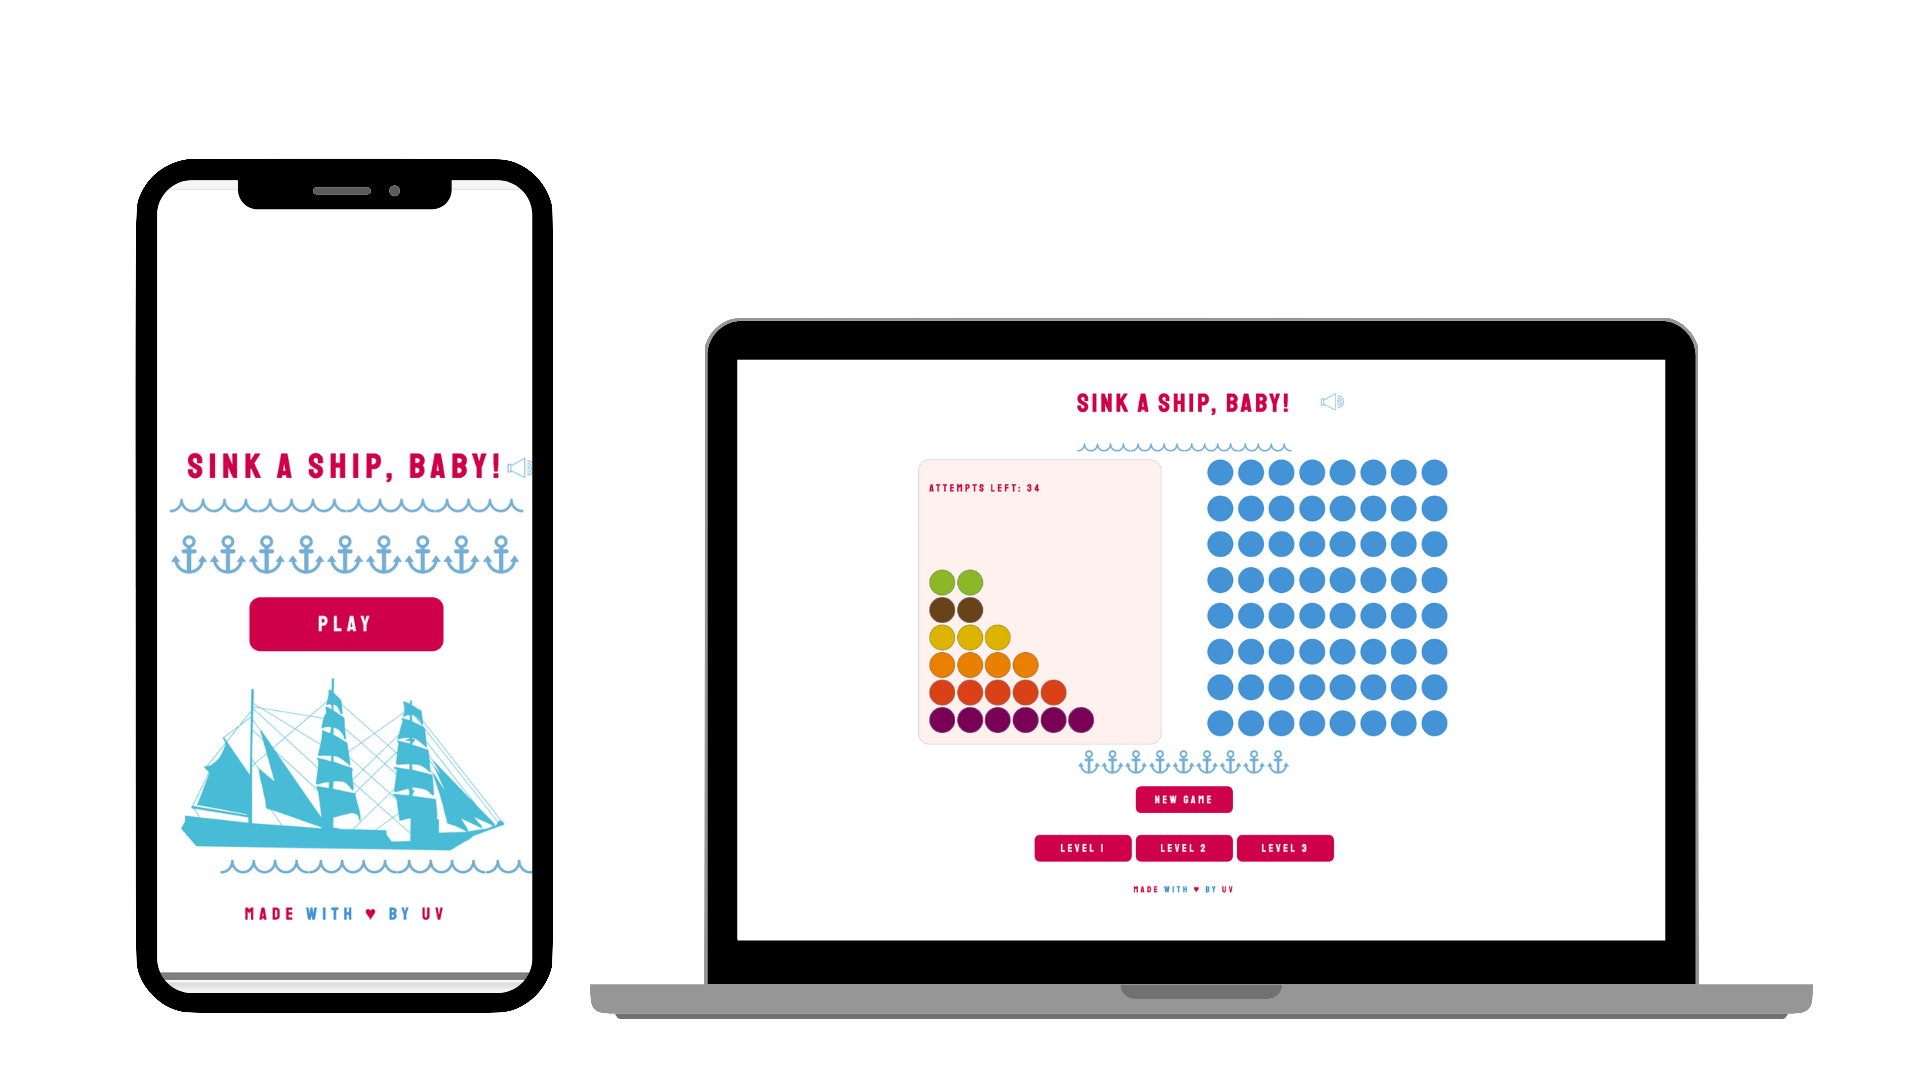 SINK A SHIP, BABY!
PLAY
MADE WITH ♥ BY UV
SINK A SHIP, BABY!
ATTEMPTS LEFT: 34
NEW GAME
LEVEL 1 LEVEL 2 LEVEL 3
MADE WITH ♥ BY UV